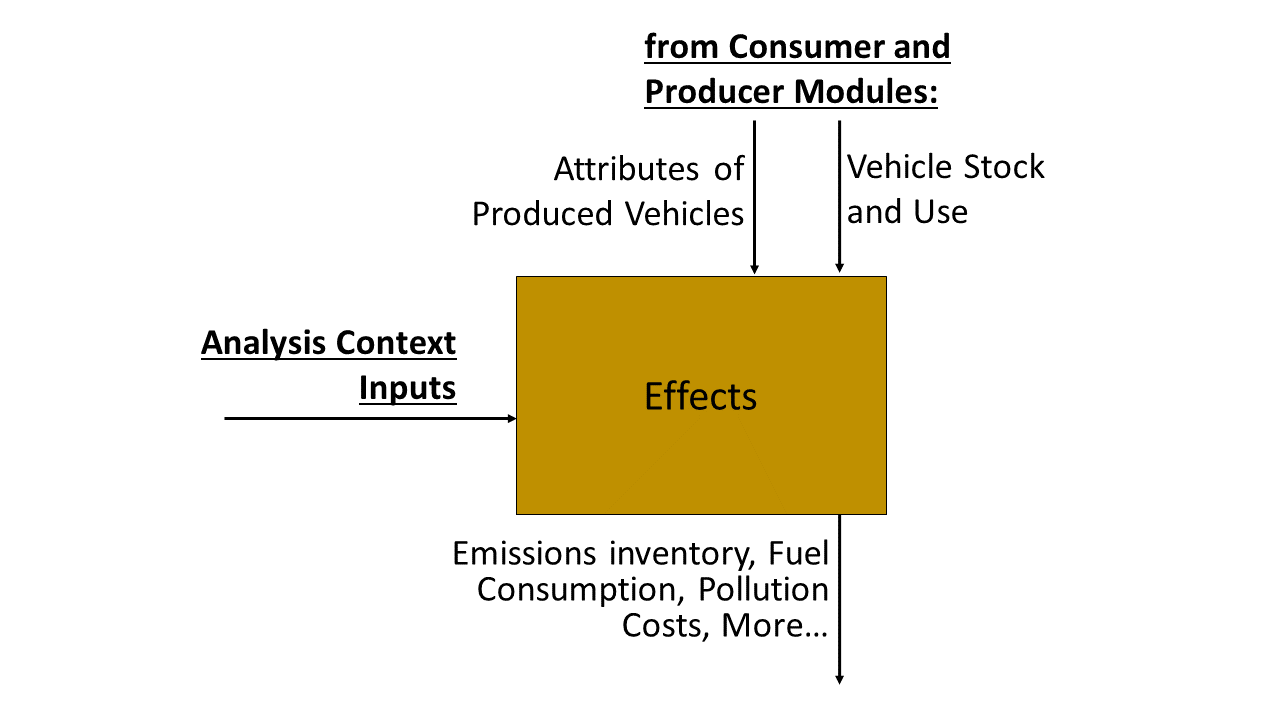 from Consumer and
Producer Modules:
Attributes of
Produced Vehicles
Vehicle Stock
and Use
Analysis Context
Inputs
Effects
Emissions inventory, Fuel
Consumption, Pollution
Costs, More…